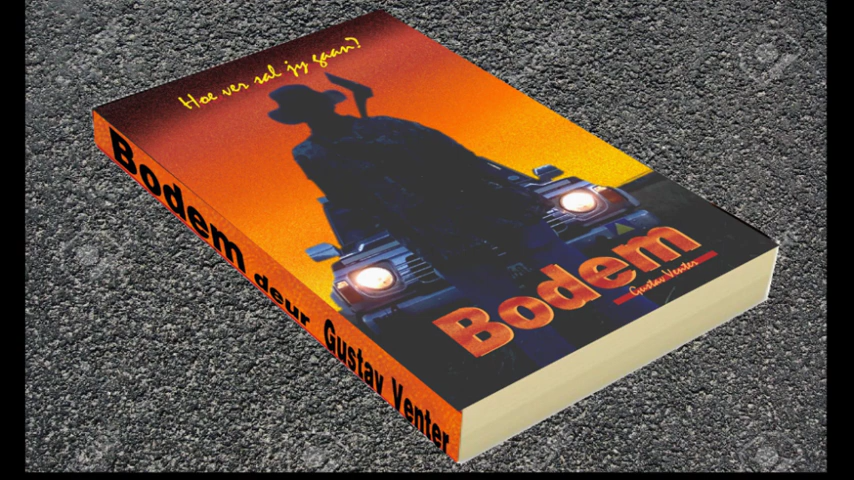 Hoe ver sal jy gaan?
Bodem
Gustav Venter
Bodem deur Gustav Venter